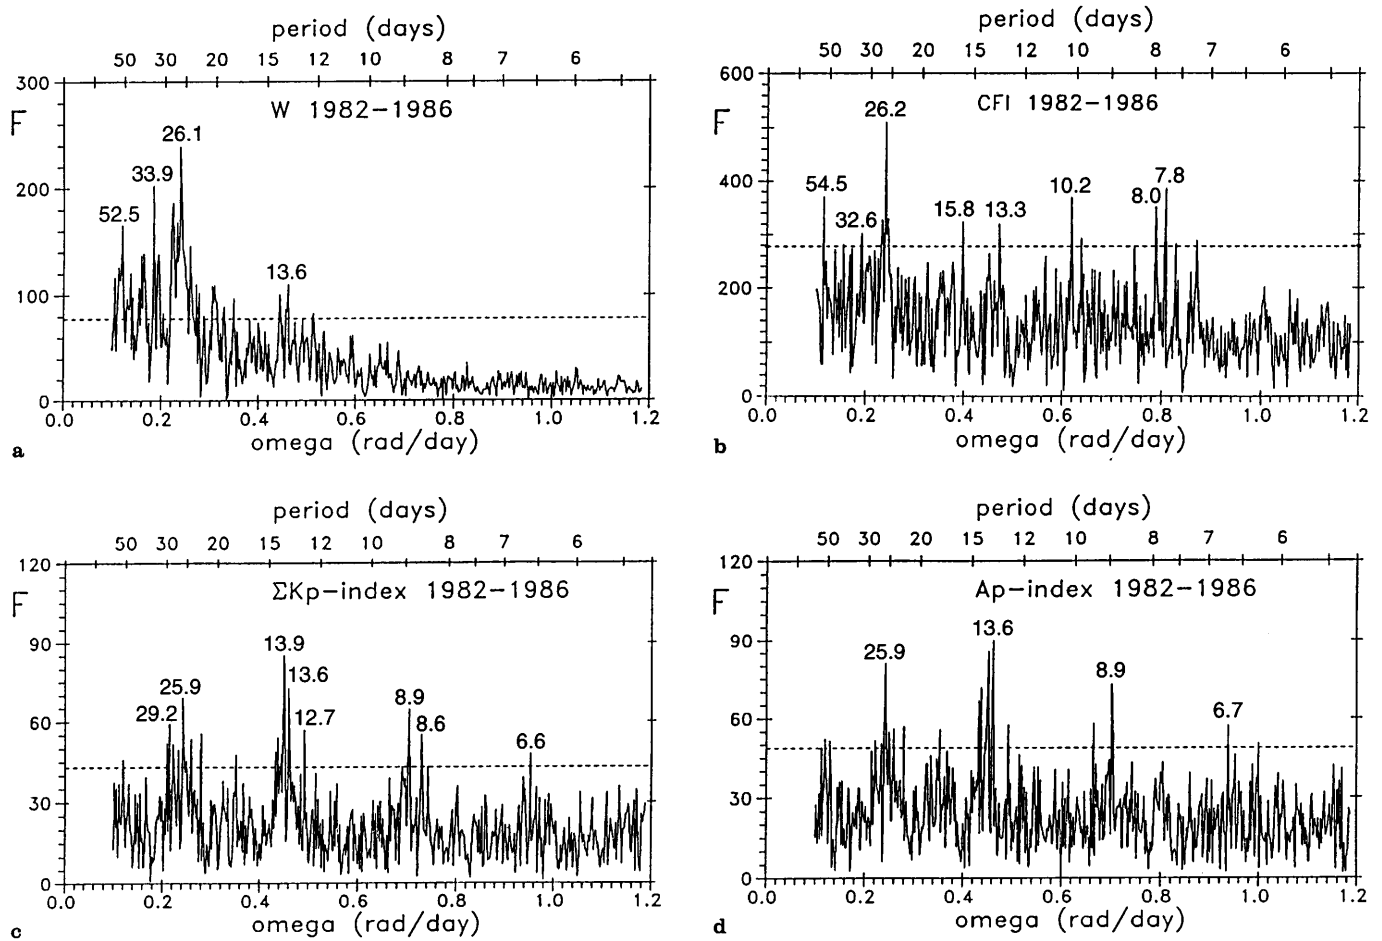 period (days)
50 30 20 15 12 10 8 7 6
300
F
W 1982-1986
26.1
33.9
200
52.5
13.6
100
0
0.0 0.2 0.4 0.6 0.8 1.0 1.2
omega (rad/day)
a
period (days)
50 30 20 15 12 10 8 7 6
600
F
CFI 1982-1986
26.2
400
54.5
32.6
15.8
13.3
10.2
8.0
7.8
200
0
0.0 0.2 0.4 0.6 0.8 1.0 1.2
omega (rad/day)
b
period (days)
50 30 20 15 12 10 8 7 6
120
F
ΣKp-index 1982-1986
90
13.9
13.6
25.9
29.2
12.7
8.9
8.6
6.6
60
30
0
0.0 0.2 0.4 0.6 0.8 1.0 1.2
omega (rad/day)
c
period (days)
50 30 20 15 12 10 8 7 6
120
F
Ap-index 1982-1986
90
13.6
25.9
8.9
6.7
60
30
0
0.0 0.2 0.4 0.6 0.8 1.0 1.2
omega (rad/day)
d